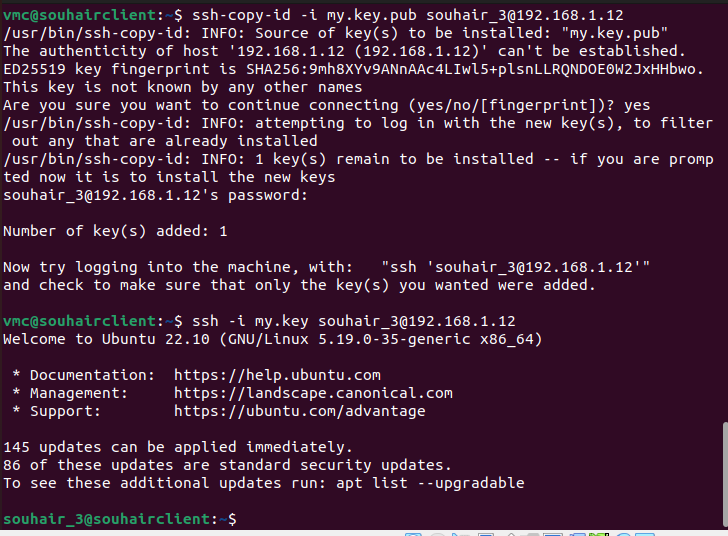 vmc@souhairclient:~$ ssh-copy-id -i my.key.pub souhair_3@192.168.1.12
/usr/bin/ssh-copy-id: INFO: Source of key(s) to be installed: "my.key.pub"
The authenticity of host '192.168.1.12 (192.168.1.12)' can't be established.
ED25519 key fingerprint is SHA256:9mh8XYv9ANnAAc4LIwl5+plsnLLRQNDOE0W2JxHHbwo.
This key is not known by any other names
Are you sure you want to continue connecting (yes/no/[fingerprint])? yes
/usr/bin/ssh-copy-id: INFO: attempting to log in with the new key(s), to filter
 out any that are already installed
/usr/bin/ssh-copy-id: INFO: 1 key(s) remain to be installed -- if you are promp
ted now it is to install the new keys
souhair_3@192.168.1.12's password:
Number of key(s) added: 1
Now try logging into the machine, with:   "ssh 'souhair_3@192.168.1.12'"
and check to make sure that only the key(s) you wanted were added.
vmc@souhairclient:~$ ssh -i my.key souhair_3@192.168.1.12
Welcome to Ubuntu 22.10 (GNU/Linux 5.19.0-35-generic x86_64)
 * Documentation:  https://help.ubuntu.com
 * Management:     https://landscape.canonical.com
 * Support:        https://ubuntu.com/advantage
145 updates can be applied immediately.
86 of these updates are standard security updates.
To see these additional updates run: apt list --upgradable
souhair_3@souhairclient:~$